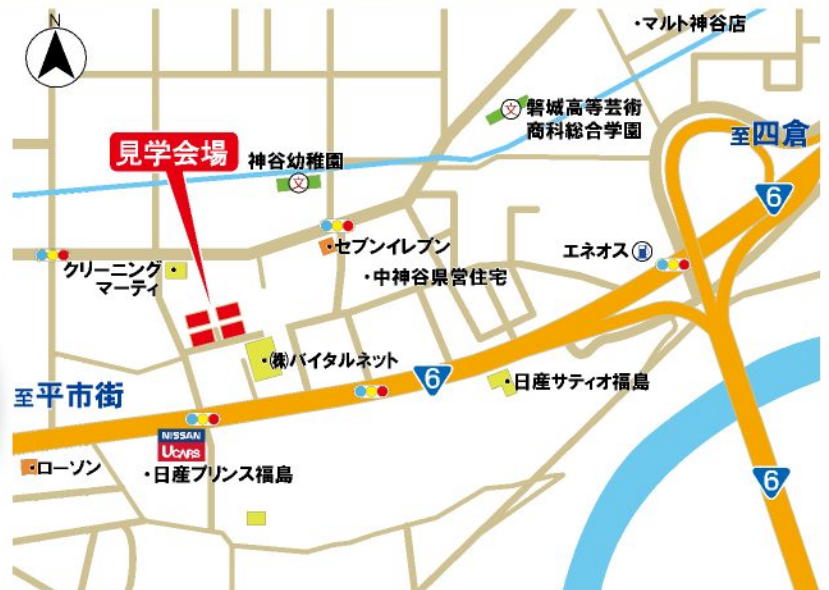 N
・マルト神谷店
磐城高等芸術
商科総合学園
至四倉
見学会場
神谷幼稚園
文
文
6
セブンイレブン
エネオス
クリーニング
マーティ
・中神谷県営住宅
・㈱バイタルネット
6
・日産サティオ福島
至平市街
NISSAN
UCARS
・ローソン
・日産プリンス福島
6